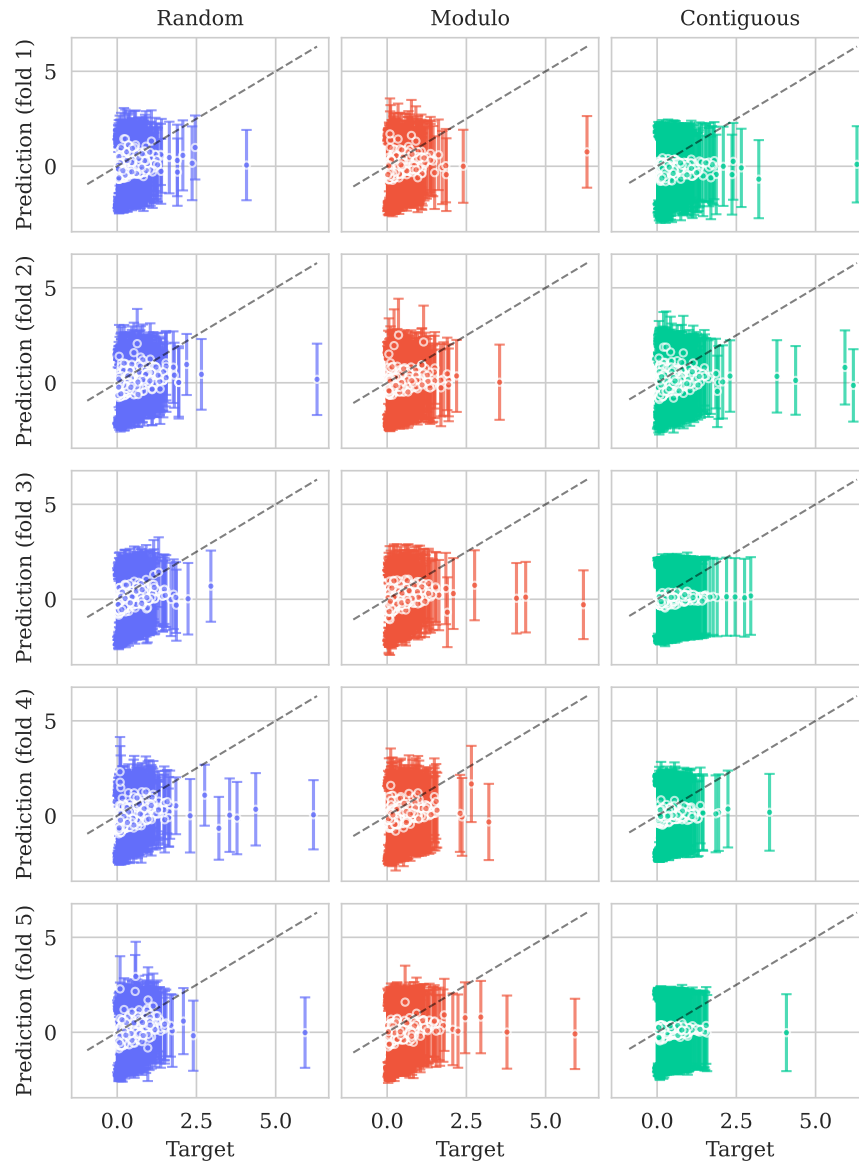 Random Modulo Contiguous
Prediction (fold 1)
5
0
Prediction (fold 2)
5
0
Prediction (fold 3)
5
0
Prediction (fold 4)
5
0
Prediction (fold 5)
5
0
0.0 2.5 5.0 0.0 2.5 5.0 0.0 2.5 5.0
Target Target Target